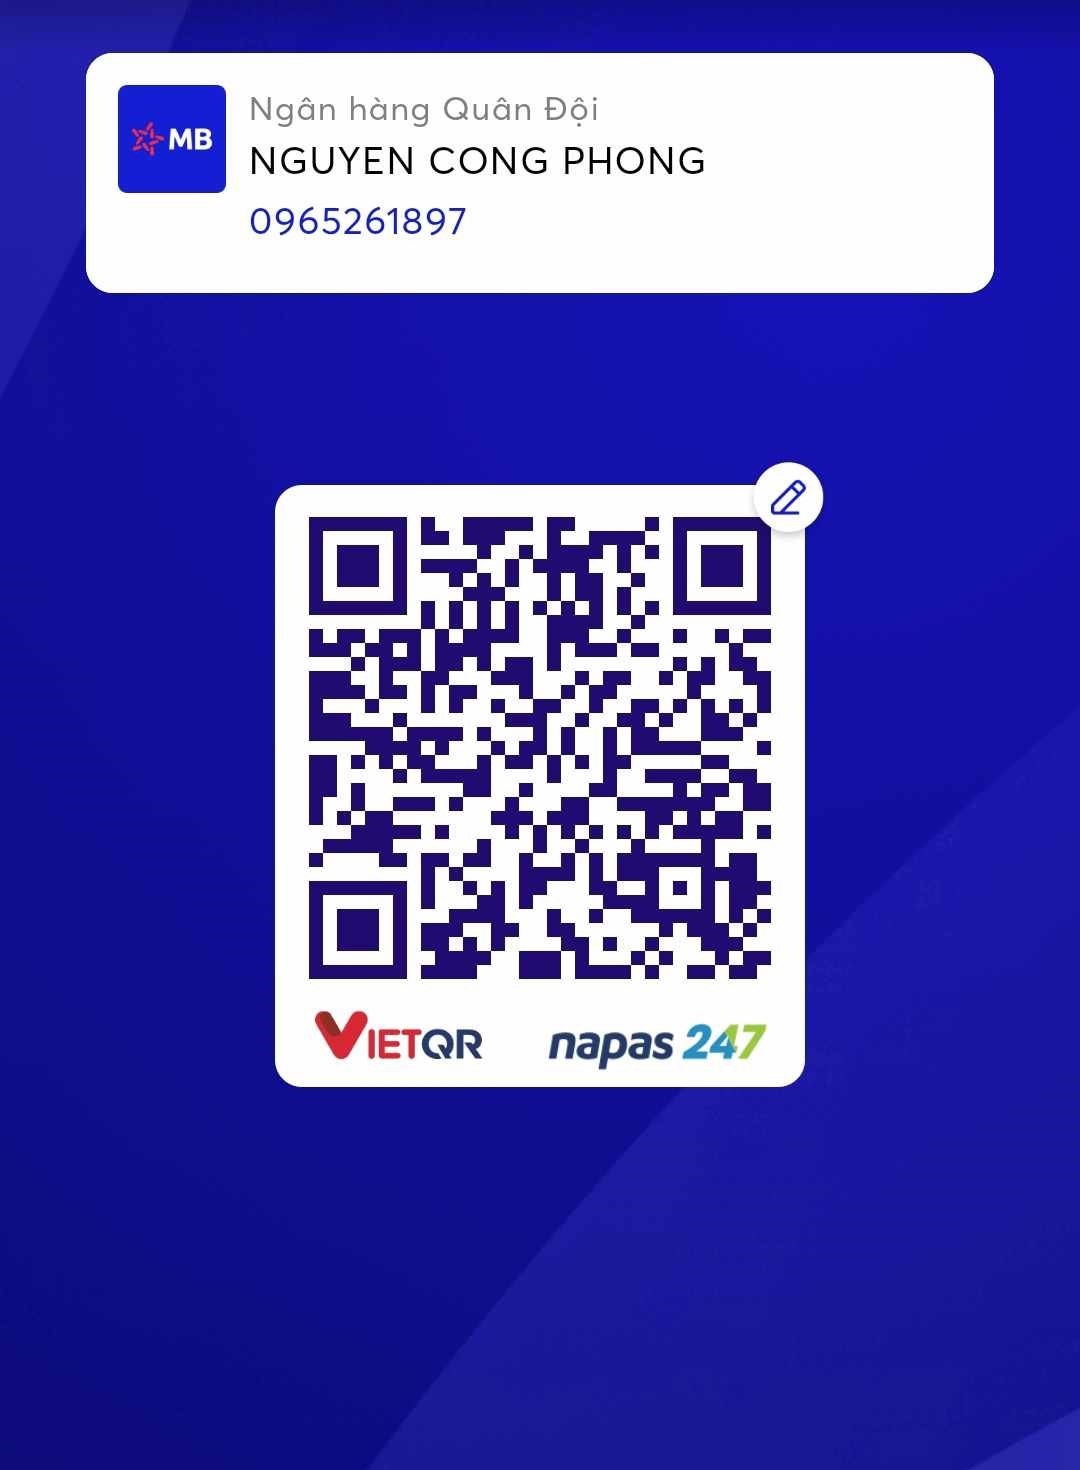 MB
Ngân hàng Quân Đội
NGUYEN CONG PHONG
0965261897
VIETQR
napas 247